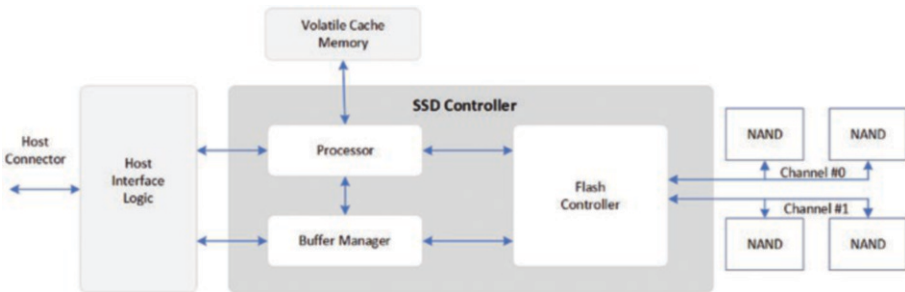 Volatile Cache
Memory
SSD Controller
Host
Connector
Host
Interface
Logic
Processor
Buffer Manager
Flash
Controller
NAND
NAND
Channel #0
Channel #1
NAND
NAND